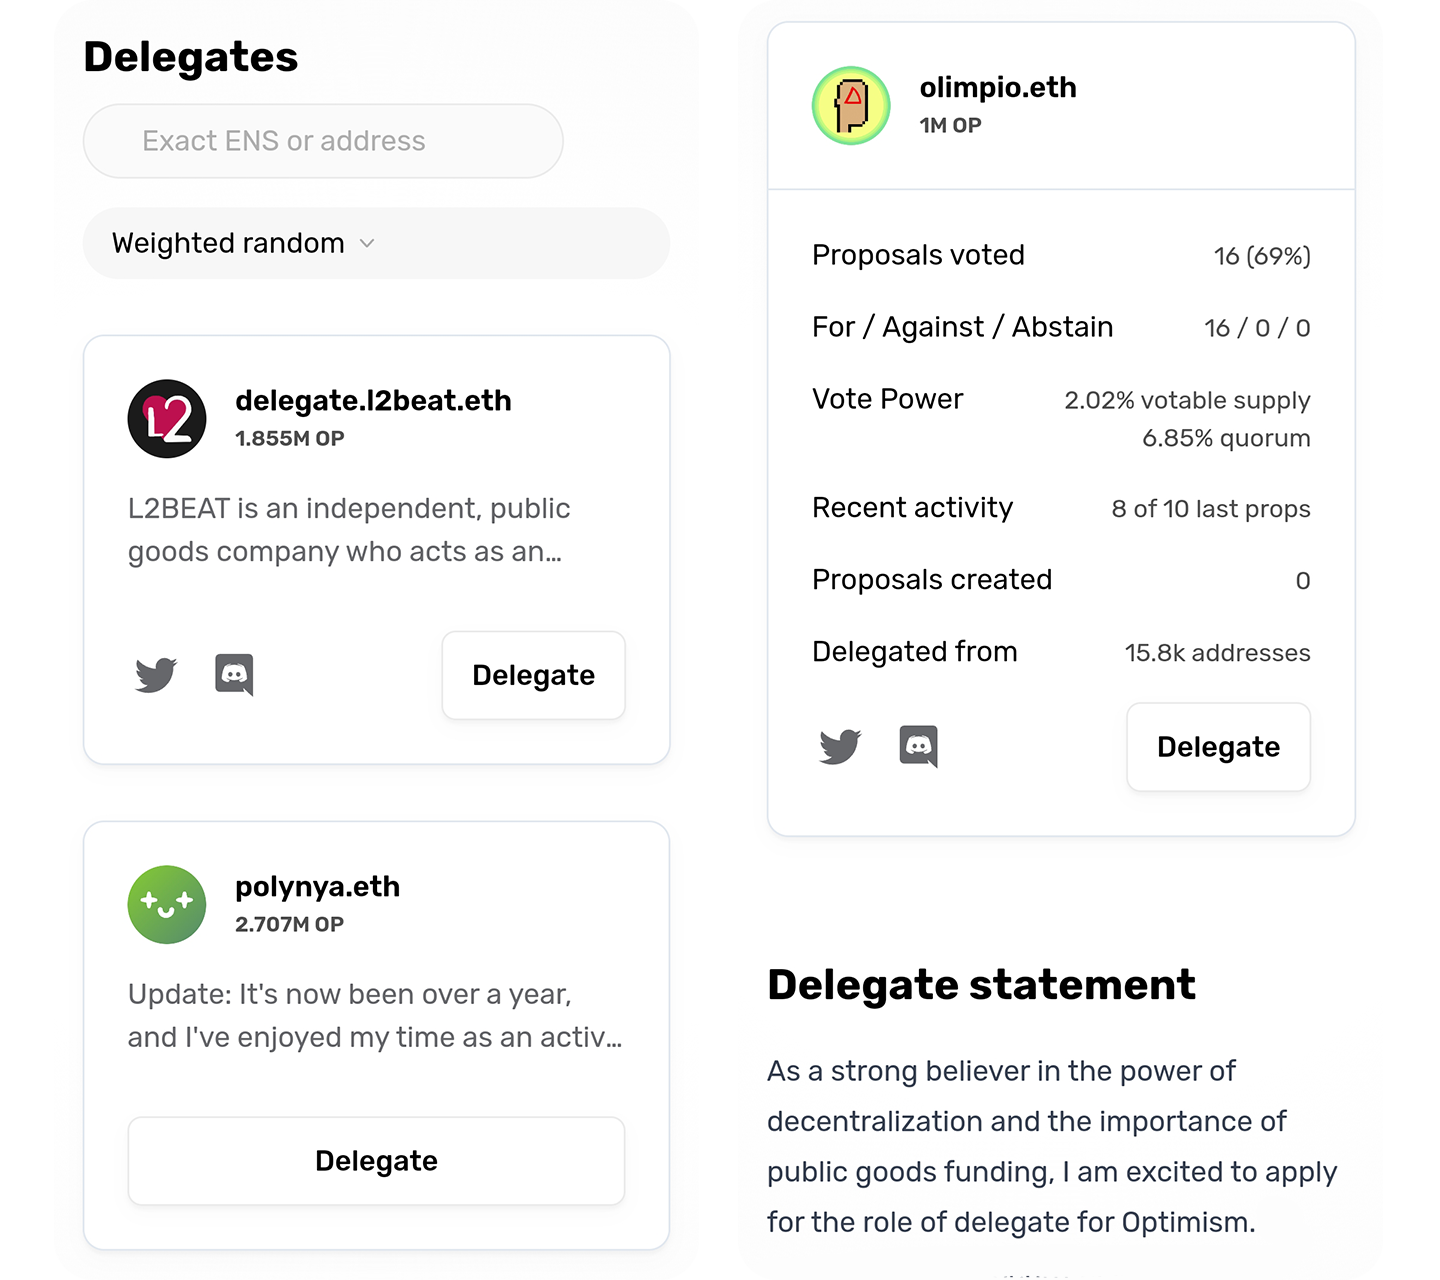 Delegates
Exact ENS or address
Weighted random
L2
delegate.l2beat.eth
1.855M OP
L2BEAT is an independent, public
goods company who acts as an...
Delegate
polynya.eth
2.707M OP
Update: It's now been over a year,
and I've enjoyed my time as an activ...
Delegate
olimpio.eth
1M OP
Proposals voted 16 (69%)
For / Against / Abstain 16 / 0 / 0
Vote Power 2.02% votable supply
6.85% quorum
Recent activity 8 of 10 last props
Proposals created 0
Delegated from 15.8k addresses
Delegate
Delegate statement
As a strong believer in the power of
decentralization and the importance of
public goods funding, I am excited to apply
for the role of delegate for Optimism.